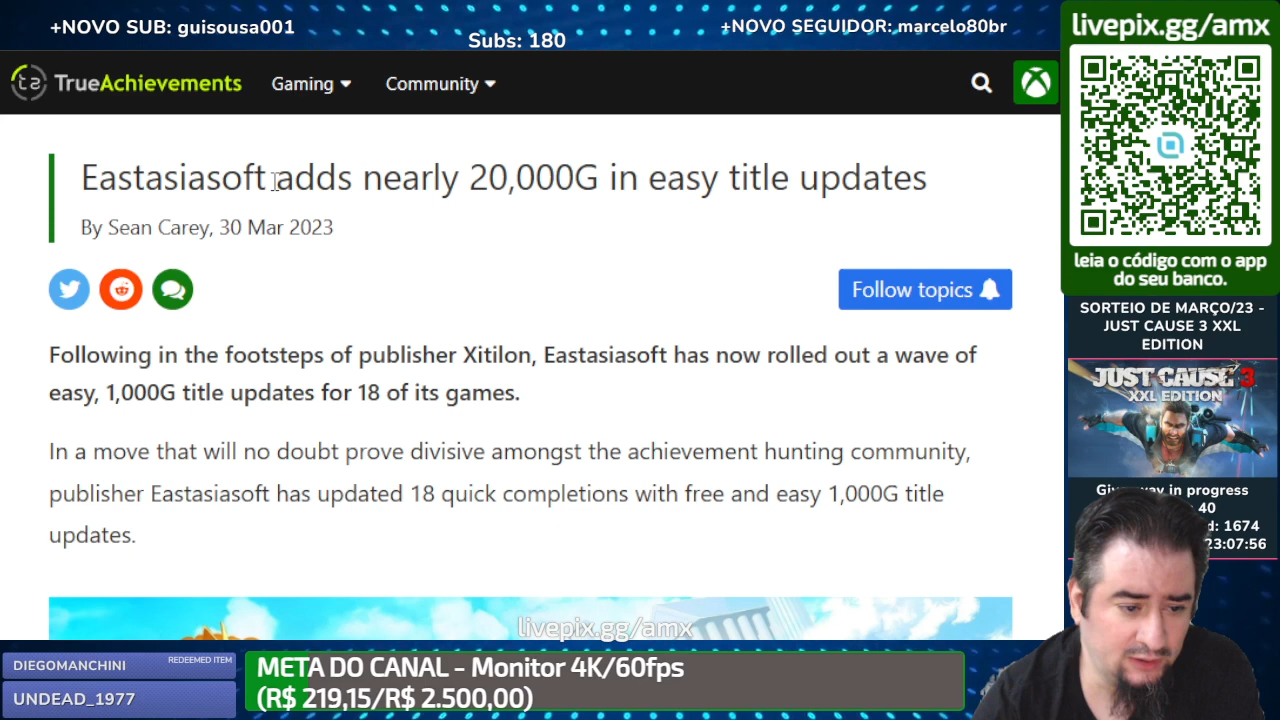 +NOVO SUB: guisousa001
Subs: 180
+NOVO SEGUIDOR: marcelo80br
livepix.gg/amx
TrueAchievements
Gaming
Community
Eastasiasoft adds nearly 20,000G in easy title updates
By Sean Carey, 30 Mar 2023
Follow topics
Following in the footsteps of publisher Xitilon, Eastasiasoft has now rolled out a wave of
easy, 1,000G title updates for 18 of its games.
In a move that will no doubt prove divisive amongst the achievement hunting community,
publisher Eastasiasoft has updated 18 quick completions with free and easy 1,000G title
updates.
leia o código com o app
do seu banco.
SORTEIO DE MARÇO/23 -
JUST CAUSE 3 XXL
EDITION
JUST CAUSE 3
XXL EDITION
in progress
40
1674
23:07:56
livepix.gg/amx
DIEGOMANCHINI
REDEEMED ITEM
UNDEAD_1977
META DO CANAL - Monitor 4K/60fps
(R$ 219,15/R$ 2.500,00)